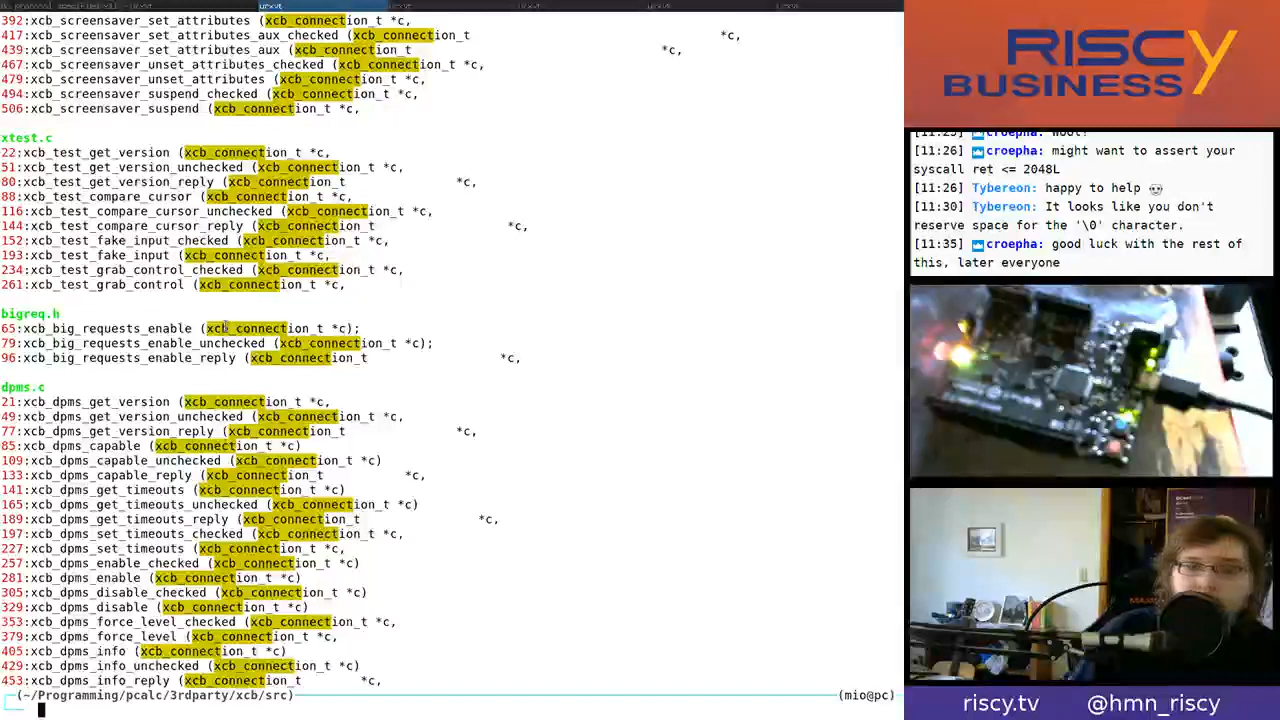 urxvt
392:xcb_screensaver_set_attributes (xcb_connection_t *c,
417:xcb_screensaver_set_attributes_aux_checked (xcb_connection_t *c,
439:xcb_screensaver_set_attributes_aux (xcb_connection_t *c,
467:xcb_screensaver_unset_attributes_checked (xcb_connection_t *c,
479:xcb_screensaver_unset_attributes (xcb_connection_t *c,
494:xcb_screensaver_suspend_checked (xcb_connection_t *c,
506:xcb_screensaver_suspend (xcb_connection_t *c,
xtest.c
22:xcb_test_get_version (xcb_connection_t *c,
51:xcb_test_get_version_unchecked (xcb_connection_t *c,
80:xcb_test_get_version_reply (xcb_connection_t *c,
88:xcb_test_compare_cursor (xcb_connection_t *c,
116:xcb_test_compare_cursor_unchecked (xcb_connection_t *c,
144:xcb_test_compare_cursor_reply (xcb_connection_t *c,
152:xcb_test_fake_input_checked (xcb_connection_t *c,
193:xcb_test_fake_input (xcb_connection_t *c,
234:xcb_test_grab_control_checked (xcb_connection_t *c,
261:xcb_test_grab_control (xcb_connection_t *c,
bigreq.h
65:xcb_big_requests_enable (xcb_connection_t *c);
79:xcb_big_requests_enable_unchecked (xcb_connection_t *c);
96:xcb_big_requests_enable_reply (xcb_connection_t *c,
dpms.c
21:xcb_dpms_get_version (xcb_connection_t *c,
49:xcb_dpms_get_version_unchecked (xcb_connection_t *c,
77:xcb_dpms_get_version_reply (xcb_connection_t *c,
85:xcb_dpms_capable (xcb_connection_t *c)
109:xcb_dpms_capable_unchecked (xcb_connection_t *c)
133:xcb_dpms_capable_reply (xcb_connection_t *c,
141:xcb_dpms_get_timeouts (xcb_connection_t *c)
165:xcb_dpms_get_timeouts_unchecked (xcb_connection_t *c)
189:xcb_dpms_get_timeouts_reply (xcb_connection_t *c,
197:xcb_dpms_set_timeouts_checked (xcb_connection_t *c,
227:xcb_dpms_set_timeouts (xcb_connection_t *c,
257:xcb_dpms_enable_checked (xcb_connection_t *c)
281:xcb_dpms_enable (xcb_connection_t *c)
305:xcb_dpms_disable_checked (xcb_connection_t *c)
329:xcb_dpms_disable (xcb_connection_t *c)
353:xcb_dpms_force_level_checked (xcb_connection_t *c,
379:xcb_dpms_force_level (xcb_connection_t *c,
405:xcb_dpms_info (xcb_connection_t *c)
429:xcb_dpms_info_unchecked (xcb_connection_t *c)
453:xcb_dpms_info_reply (xcb_connection_t *c,
(~/Programming/pcalc/3rdparty/xcb/src) (mio@pc)
RISCY
BUSINESS
[11:25] croepha: woot!
[11:26] croepha: might want to assert your
syscall ret <= 2048L
[11:26] Tybereon: happy to help
[11:30] Tybereon: It looks like you don't
reserve space for the '\0' character.
[11:35] croepha: good luck with the rest of
this, later everyone
riscy.tv @hmn_riscy